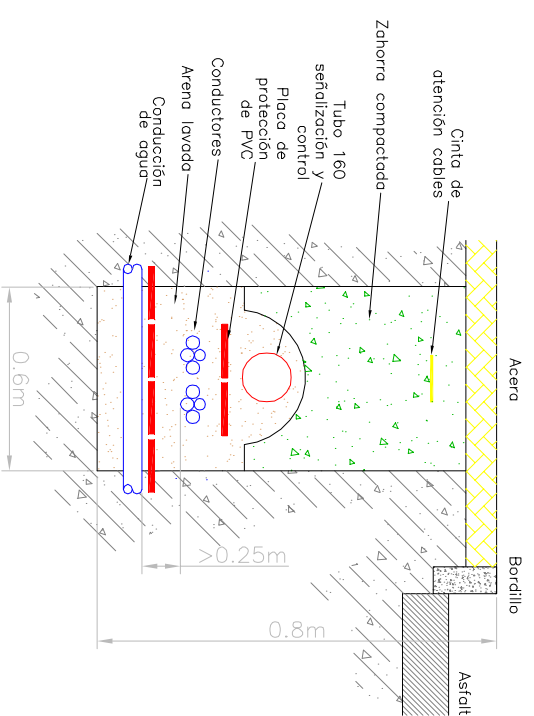 Acera
Bordillo
Asfalt
Cinta de
atención cables
Zahorra compactada
Tubo 160
señalización y
control
Placa de
protección
de PVC
Conductores
Arena lavada
Conducción
de agua
0.6m
>0.25m
0.8m